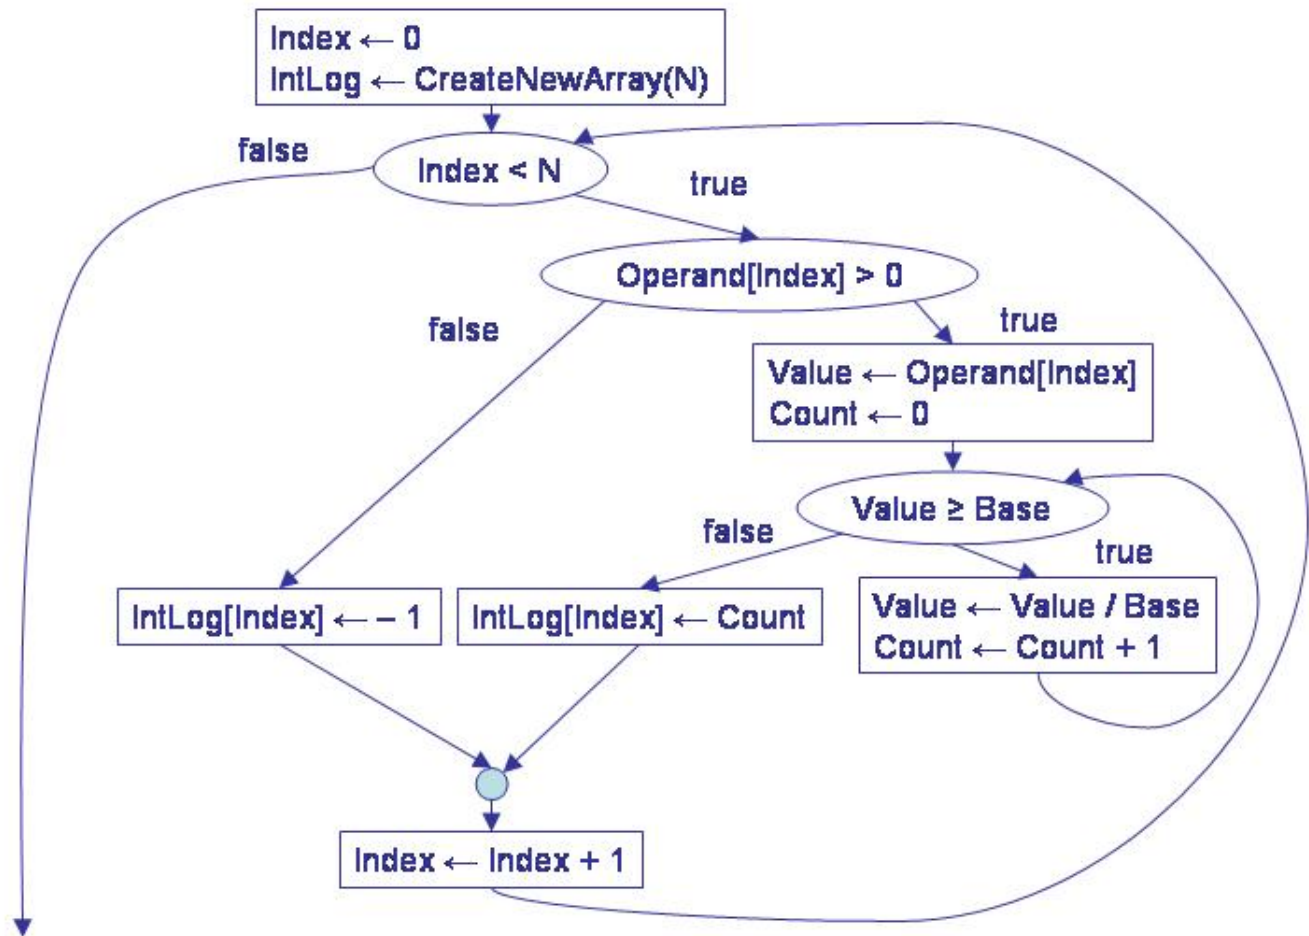 Index ← 0
IntLog ← CreateNewArray(N)
false
Index < N
true
Operand[Index] > 0
false
true
Value ← Operand[Index]
Count ← 0
Value ≥ Base
false
true
IntLog[Index] ← – 1
IntLog[Index] ← Count
Value ← Value / Base
Count ← Count + 1
Index ← Index + 1